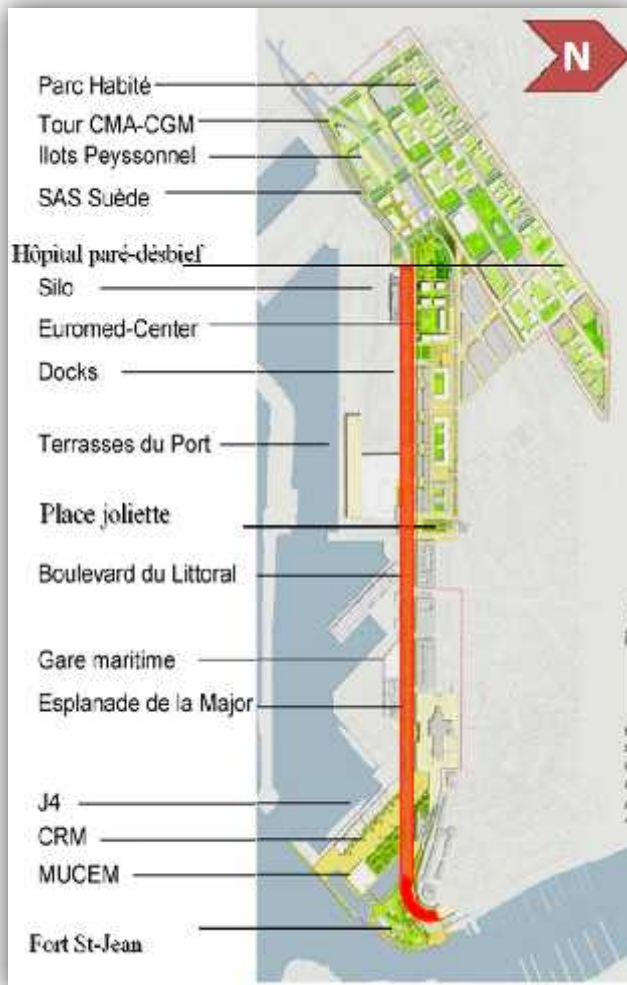 N
Parc Habité
Tour CMA-CGM
Ilots Peyssonnel
SAS Suède
Hôpital paré-désbief
Silo
Euromed-Center
Docks
Terrasses du Port
Place joliette
Boulevard du Littoral
Gare maritime
Esplanade de la Major
J4
CRM
MUCEM
Fort St-Jean